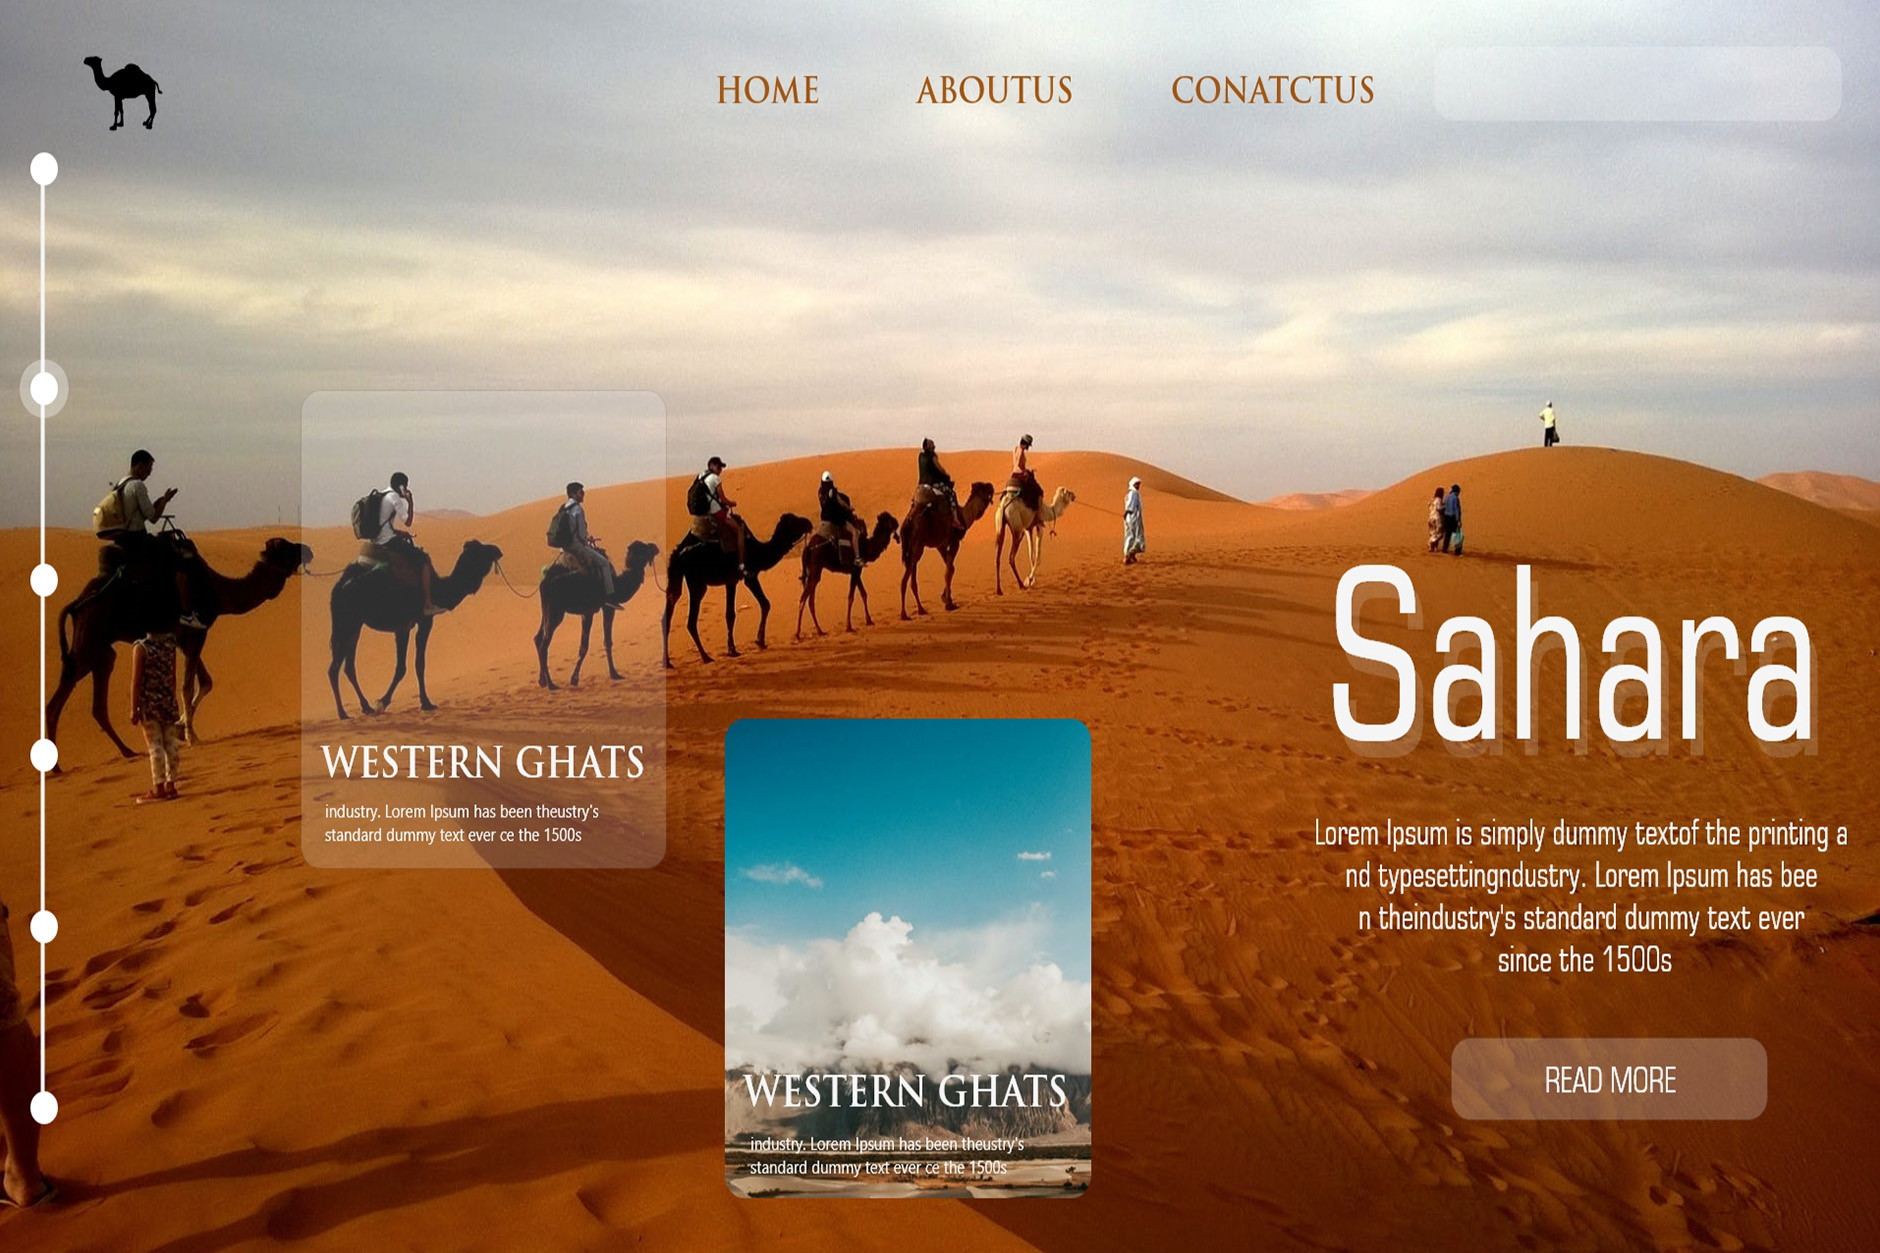 HOME ABOUTUS CONATCTUS
WESTERN GHATS
industry. Lorem Ipsum has been theustry's
standard dummy text ever ce the 1500s
WESTERN GHATS
industry. Lorem Ipsum has been theustry's
standard dummy text ever ce the 1500s
Sahara
Lorem Ipsum is simply dummy textof the printing a
nd typesettingndustry. Lorem Ipsum has bee
n theindustry's standard dummy text ever
since the 1500s
READ MORE